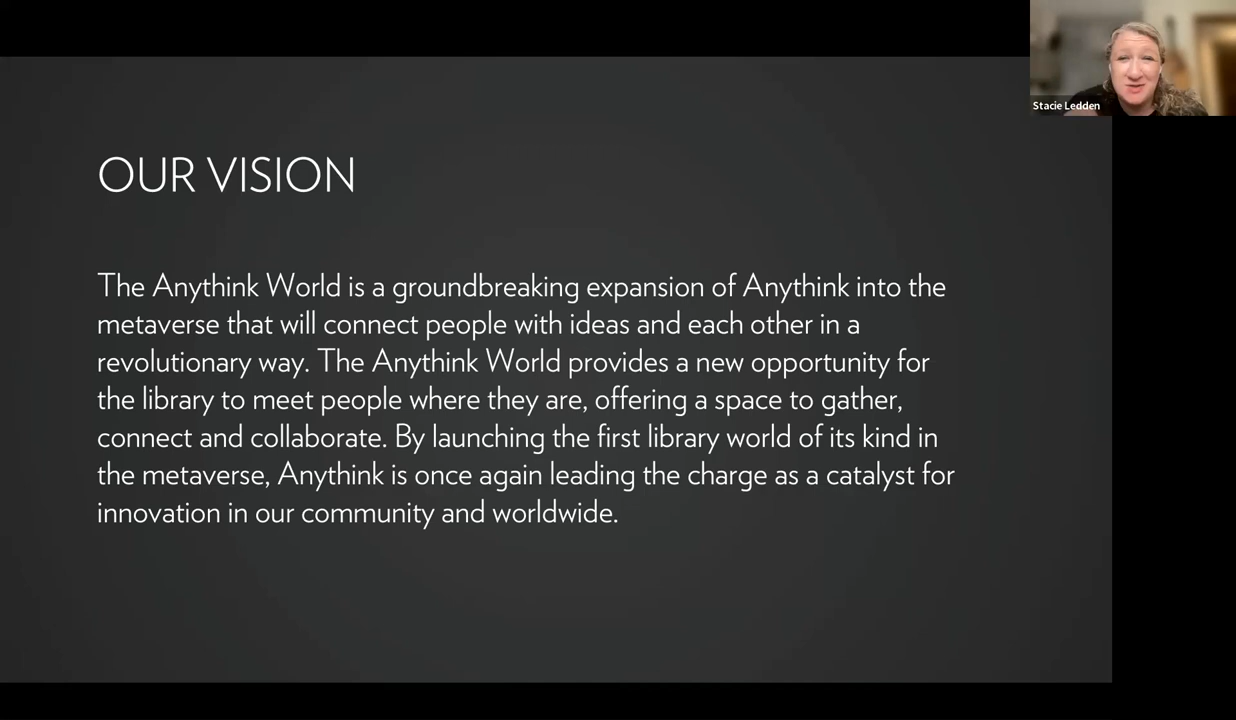 Stacie Ledden
OUR VISION
The Anythink World is a groundbreaking expansion of Anythink into the
metaverse that will connect people with ideas and each other in a
revolutionary way. The Anythink World provides a new opportunity for
the library to meet people where they are, offering a space to gather,
connect and collaborate. By launching the first library world of its kind in
the metaverse, Anythink is once again leading the charge as a catalyst for
innovation in our community and worldwide.